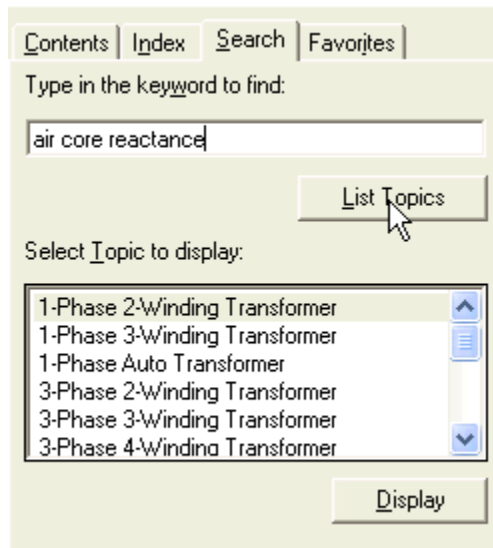 Contents Index Search Favorites
Type in the keyword to find:
air core reactance
List Topics
Select Topic to display:
1-Phase 2-Winding Transformer
1-Phase 3-Winding Transformer
1-Phase Auto Transformer
3-Phase 2-Winding Transformer
3-Phase 3-Winding Transformer
3-Phase 4-Winding Transformer
Display